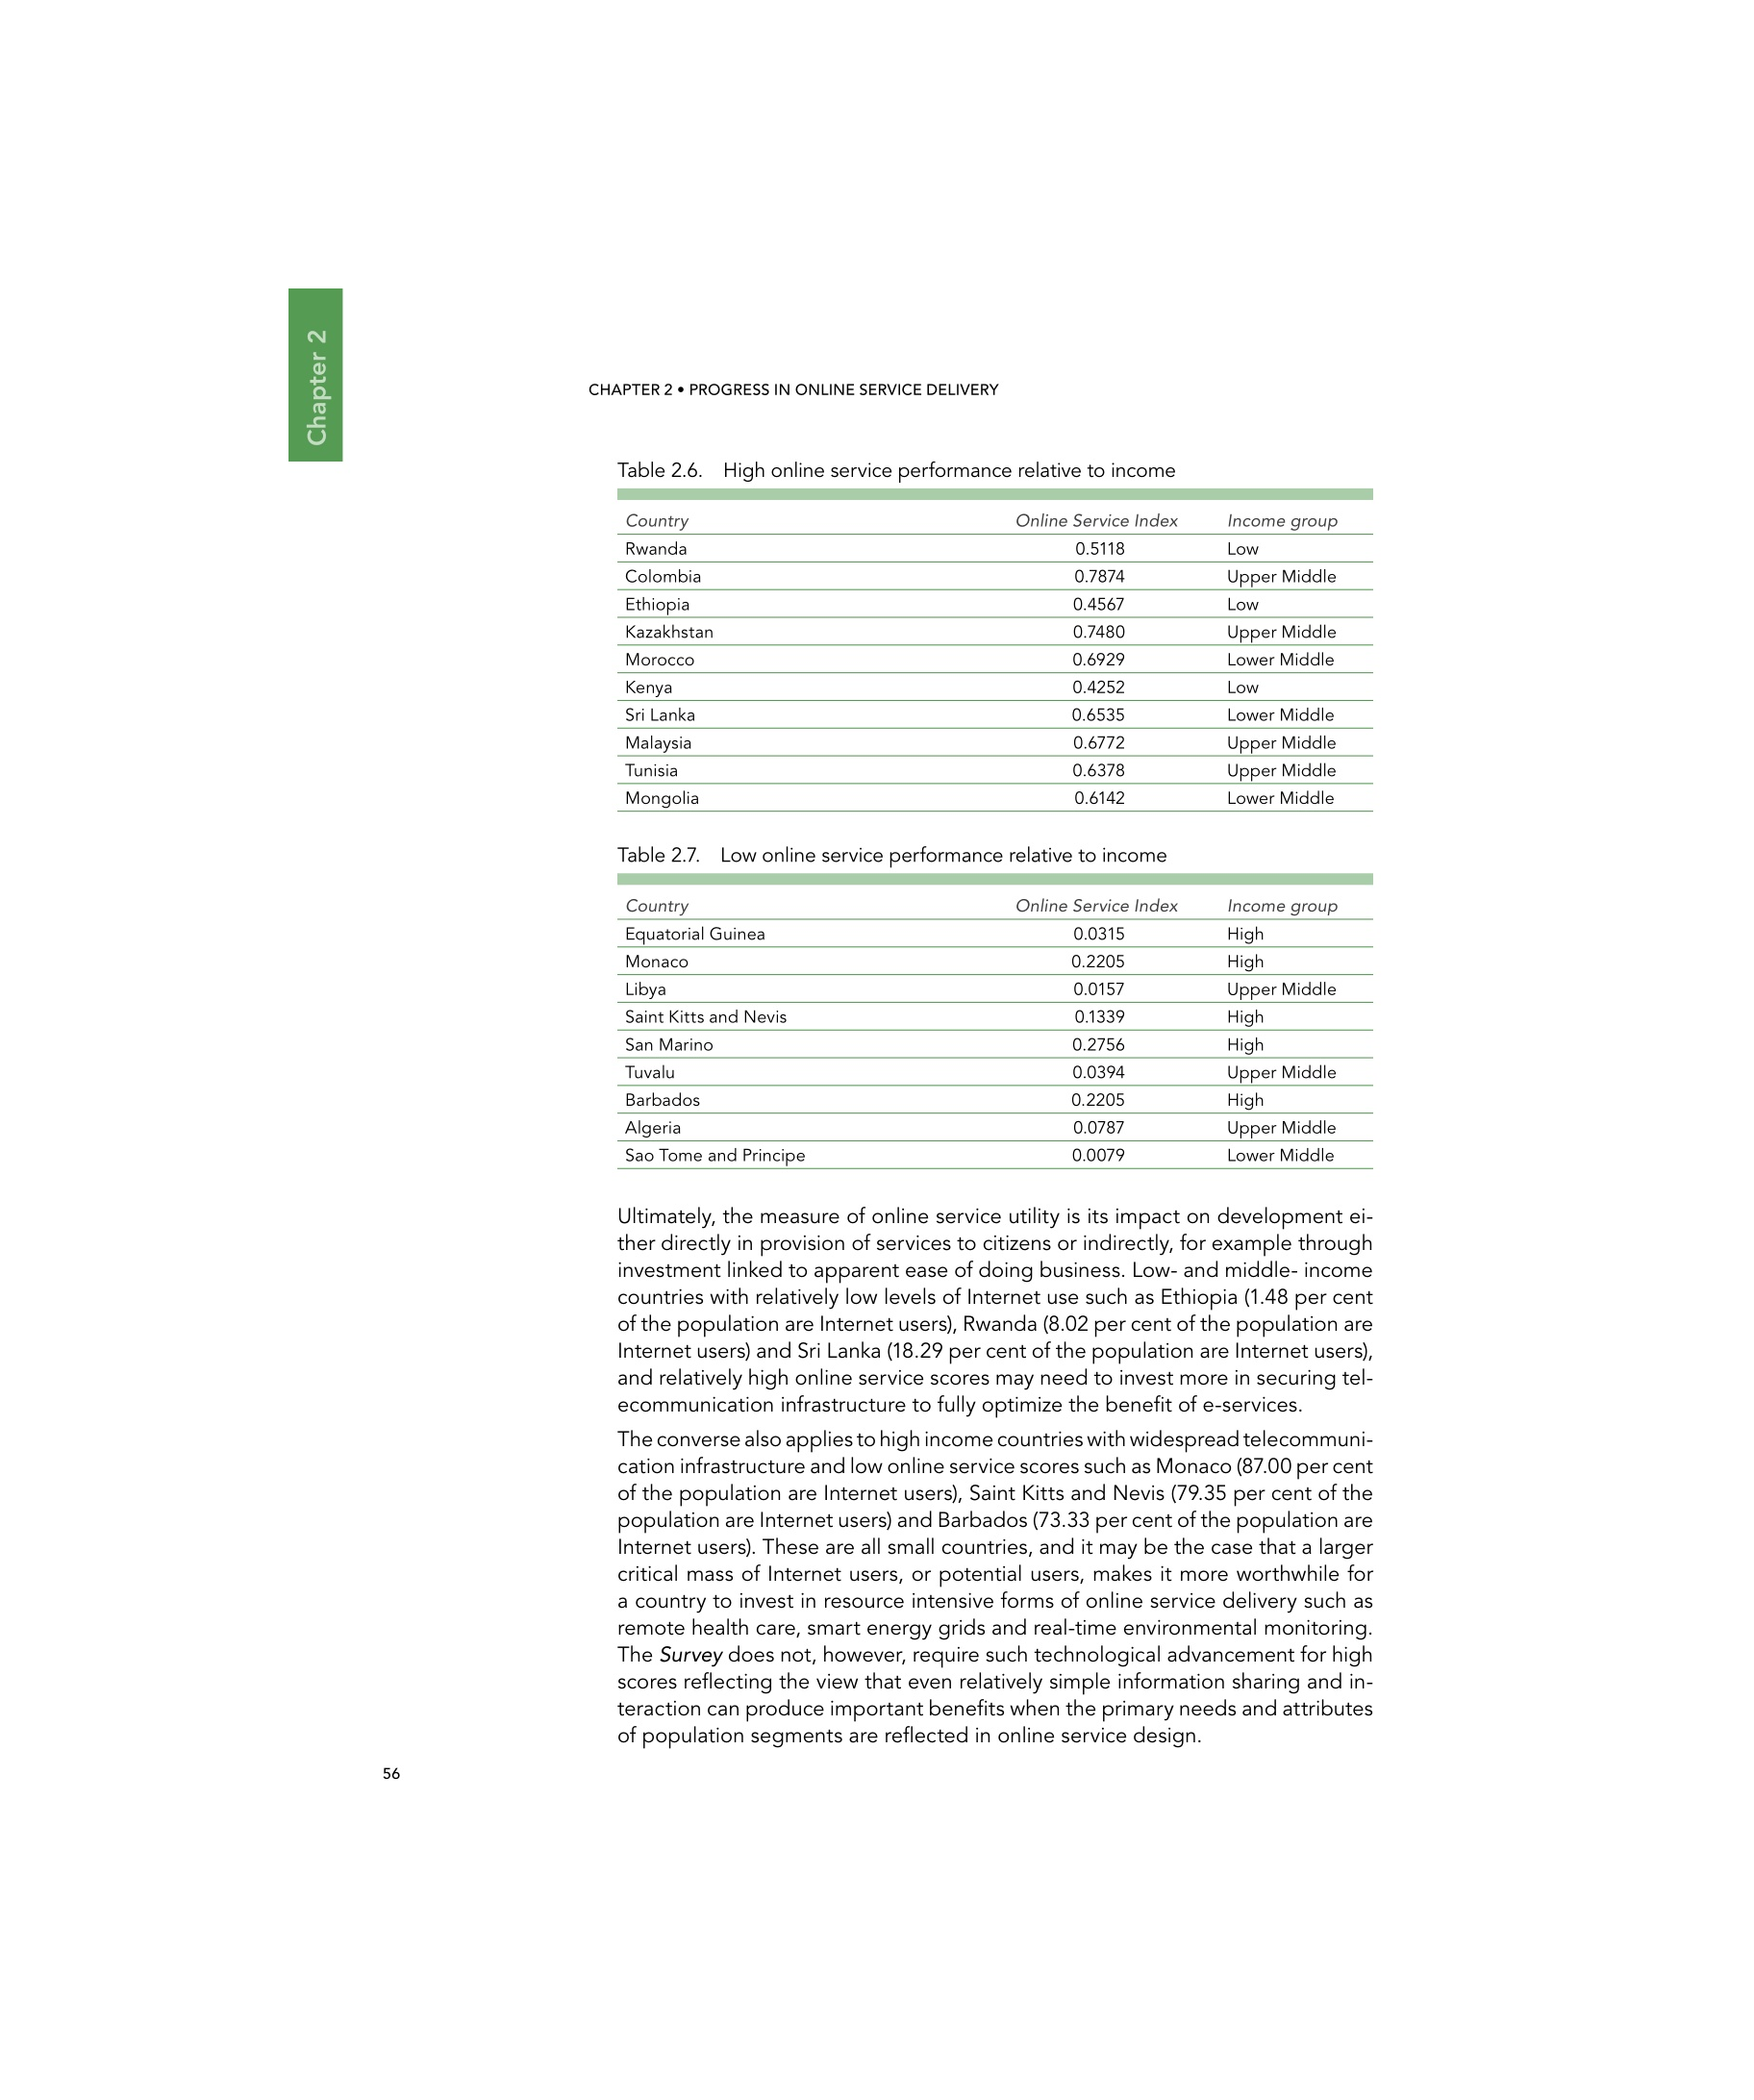 Chapter 2
CHAPTER 2 • PROGRESS IN ONLINE SERVICE DELIVERY
Table 2.6. High online service performance relative to income
Country Online Service Index Income group
Rwanda 0.5118 Low
Colombia 0.7874 Upper Middle
Ethiopia 0.4567 Low
Kazakhstan 0.7480 Upper Middle
Morocco 0.6929 Lower Middle
Kenya 0.4252 Low
Sri Lanka 0.6535 Lower Middle
Malaysia 0.6772 Upper Middle
Tunisia 0.6378 Upper Middle
Mongolia 0.6142 Lower Middle
Table 2.7. Low online service performance relative to income
Country Online Service Index Income group
Equatorial Guinea 0.0315 High
Monaco 0.2205 High
Libya 0.0157 Upper Middle
Saint Kitts and Nevis 0.1339 High
San Marino 0.2756 High
Tuvalu 0.0394 Upper Middle
Barbados 0.2205 High
Algeria 0.0787 Upper Middle
Sao Tome and Principe 0.0079 Lower Middle
Ultimately, the measure of online service utility is its impact on development ei-
ther directly in provision of services to citizens or indirectly, for example through
investment linked to apparent ease of doing business. Low- and middle- income
countries with relatively low levels of Internet use such as Ethiopia (1.48 per cent
of the population are Internet users), Rwanda (8.02 per cent of the population are
Internet users) and Sri Lanka (18.29 per cent of the population are Internet users),
and relatively high online service scores may need to invest more in securing tel-
ecommunication infrastructure to fully optimize the benefit of e-services.
The converse also applies to high income countries with widespread telecommuni-
cation infrastructure and low online service scores such as Monaco (87.00 per cent
of the population are Internet users), Saint Kitts and Nevis (79.35 per cent of the
population are Internet users) and Barbados (73.33 per cent of the population are
Internet users). These are all small countries, and it may be the case that a larger
critical mass of Internet users, or potential users, makes it more worthwhile for
a country to invest in resource intensive forms of online service delivery such as
remote health care, smart energy grids and real-time environmental monitoring.
The Survey does not, however, require such technological advancement for high
scores reflecting the view that even relatively simple information sharing and in-
teraction can produce important benefits when the primary needs and attributes
of population segments are reflected in online service design.
56